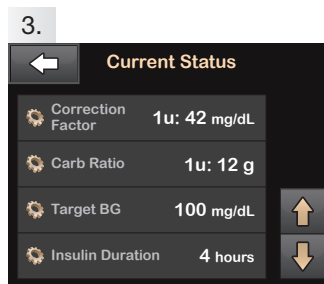 3.
Current Status
Correction
Factor
1u: 42 mg/dL
Carb Ratio
1u: 12 g
Target BG
100 mg/dL
Insulin Duration
4 hours